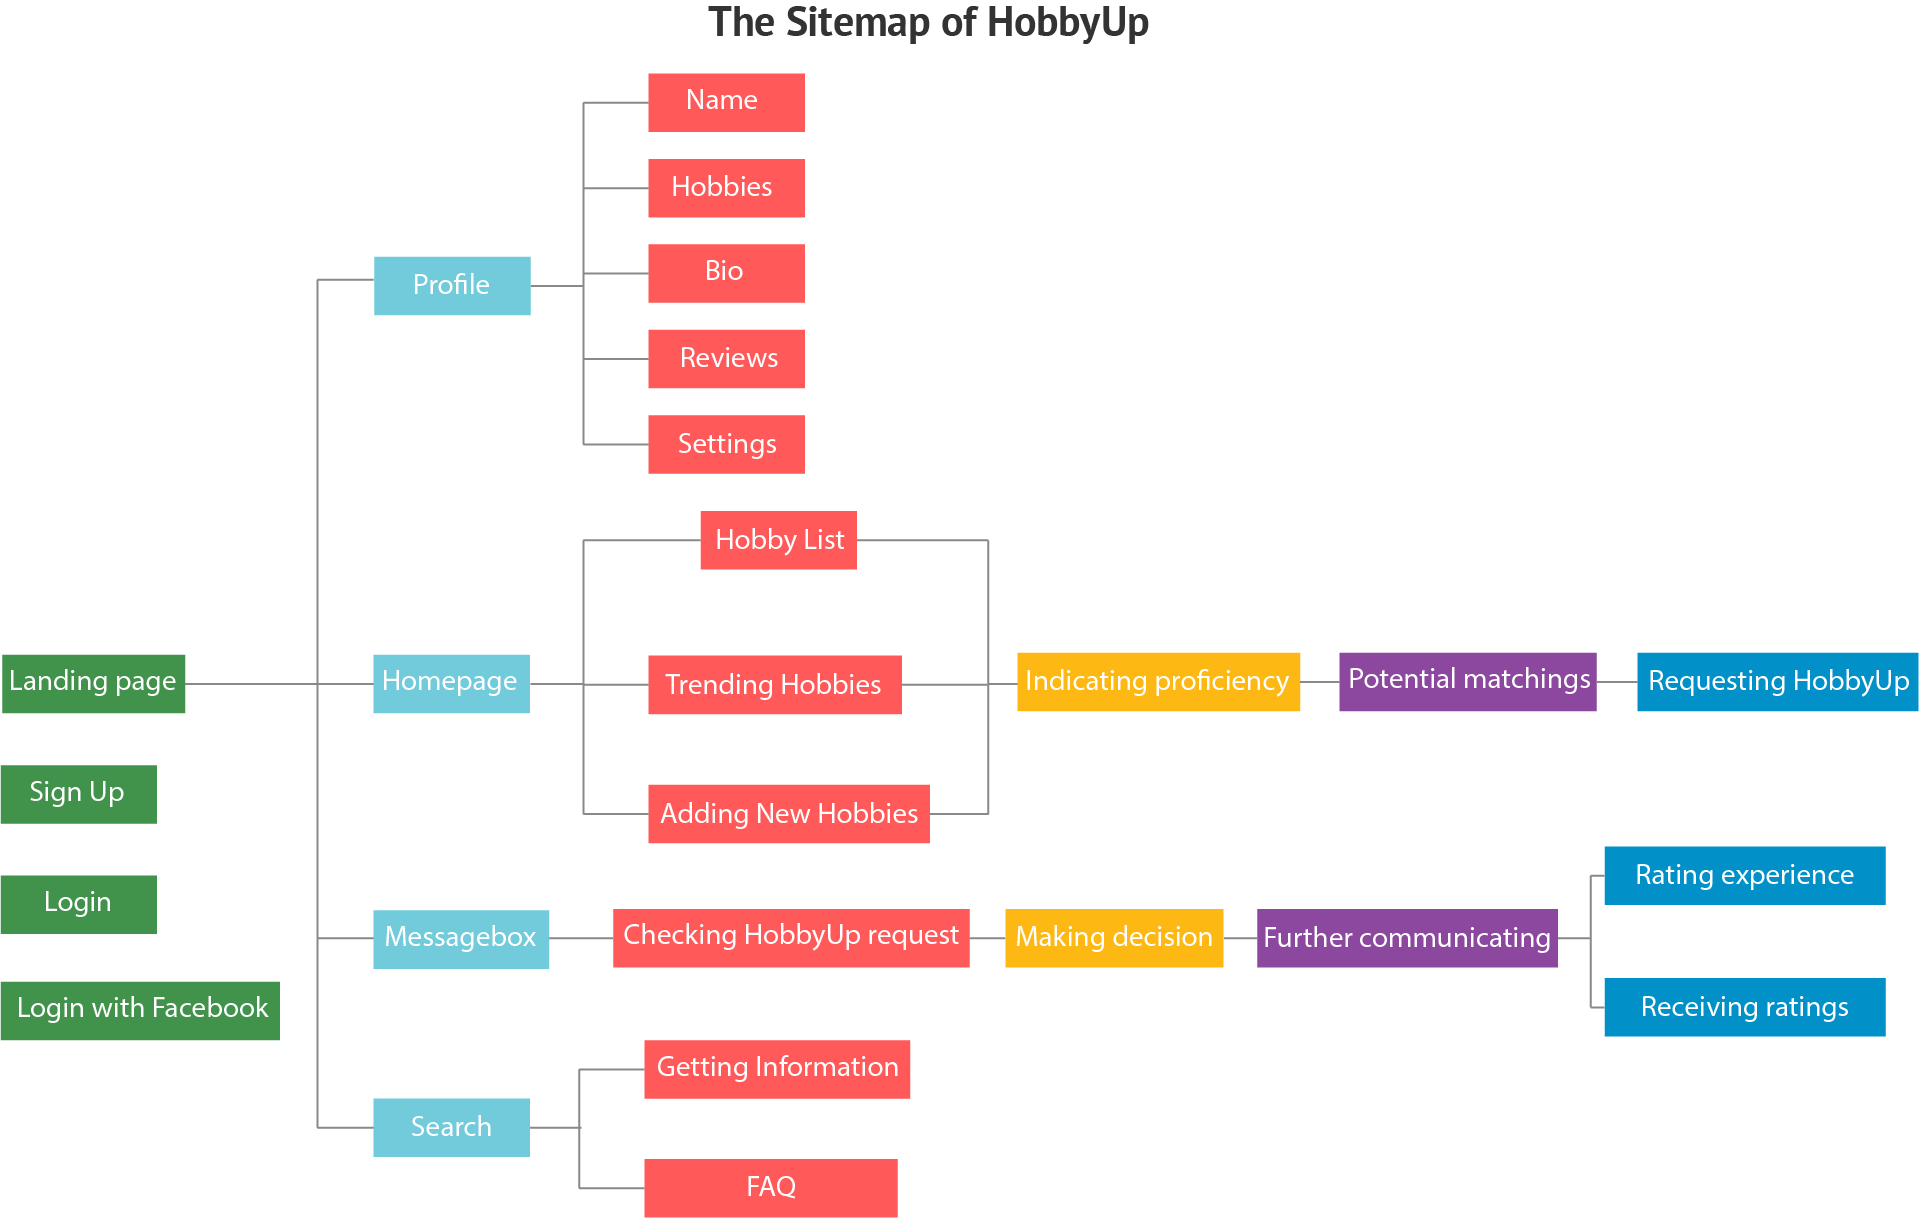 The Sitemap of HobbyUp
Name
Hobbies
Bio
Profile
Reviews
Settings
Hobby List
Landing page
Homepage
Trending Hobbies
Indicating proficiency
Potential matchings
Requesting HobbyUp
Sign Up
Adding New Hobbies
Login
Messagebox
Checking HobbyUp request
Making decision
Further communicating
Rating experience
Receiving ratings
Login with Facebook
Getting Information
Search
FAQ